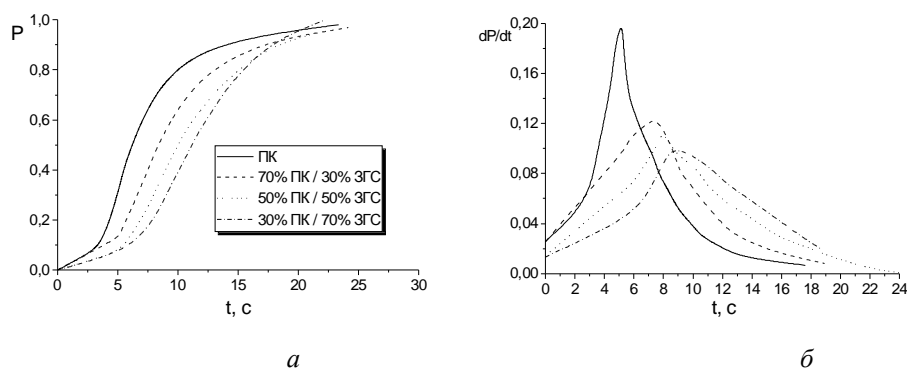 P
1,0
0,8
0,6
0,4
0,2
0,0
0 5 10 15 20 25 30
t, c
ПК
70% ПК / 30% ЗГС
50% ПК / 50% ЗГС
30% ПК / 70% ЗГС
а
dP/dt
0,20
0,16
0,12
0,08
0,04
0,00
0 2 4 6 8 10 12 14 16 18 20 22 24
t, c
б